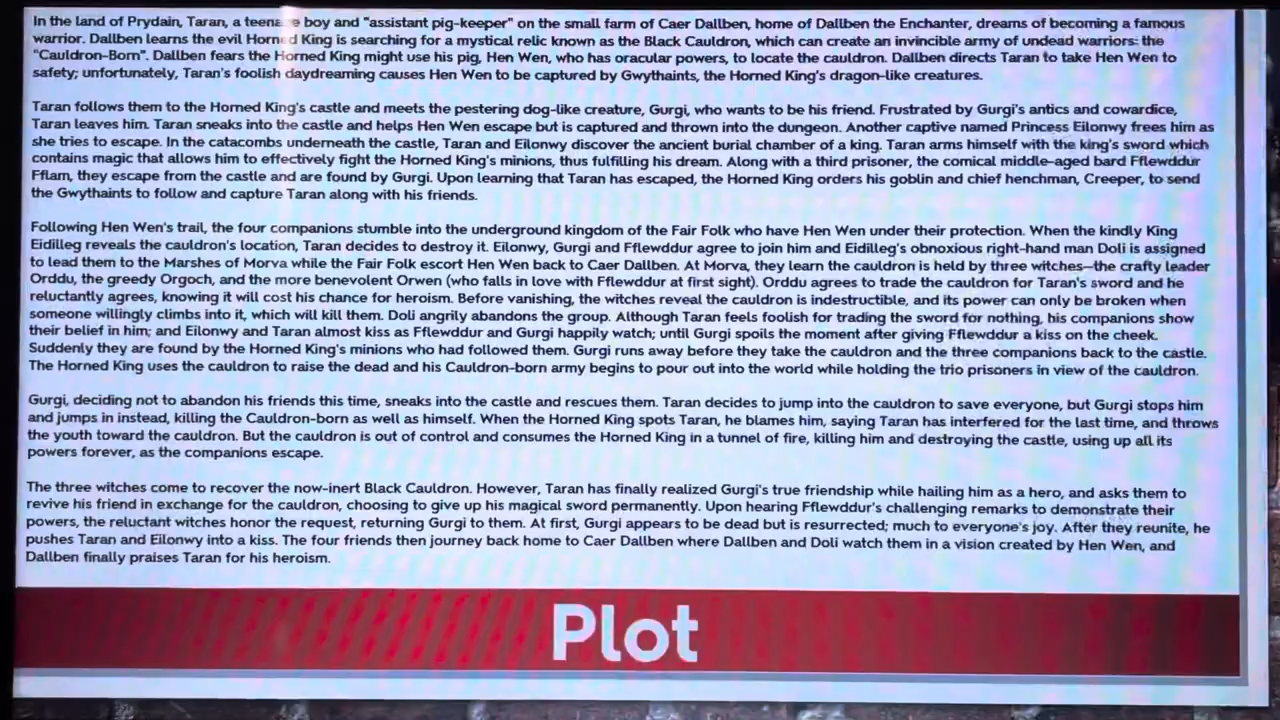 In the land of Prydain, Taran, a teenage boy and "assistant pig-keeper" on the small farm of Caer Dallben, home of Dallben the Enchanter, dreams of becoming a famous
warrior. Dallben learns the evil Horned King is searching for a mystical relic known as the Black Cauldron, which can create an invincible army of undead warriors: the
"Cauldron-Born". Dallben fears the Horned King might use his pig, Hen Wen, who has oracular powers, to locate the cauldron. Dallben directs Taran to take Hen Wen to
safety; unfortunately, Taran's foolish daydreaming causes Hen Wen to be captured by Gwythaints, the Horned King's dragon-like creatures.
Taran follows them to the Horned King's castle and meets the pestering dog-like creature, Gurgi, who wants to be his friend. Frustrated by Gurgi's antics and cowardice,
Taran leaves him. Taran sneaks into the castle and helps Hen Wen escape but is captured and thrown into the dungeon. Another captive named Princess Eilonwy frees him as
she tries to escape. In the catacombs underneath the castle, Taran and Eilonwy discover the ancient burial chamber of a king. Taran arms himself with the king's sword which
contains magic that allows him to effectively fight the Horned King's minions, thus fulfilling his dream. Along with a third prisoner, the comical middle-aged bard Fflewddur
Fflam, they escape from the castle and are found by Gurgi. Upon learning that Taran has escaped, the Horned King orders his goblin and chief henchman, Creeper, to send
the Gwythaints to follow and capture Taran along with his friends.
Following Hen Wen's trail, the four companions stumble into the underground kingdom of the Fair Folk who have Hen Wen under their protection. When the kindly King
Eidilleg reveals the cauldron's location, Taran decides to destroy it. Eilonwy, Gurgi and Fflewddur agree to join him and Eidilleg's obnoxious right-hand man Doli is assigned
to lead them to the Marshes of Morva while the Fair Folk escort Hen Wen back to Caer Dallben. At Morva, they learn the cauldron is held by three witches—the crafty leader
Orddu, the greedy Orgoch, and the more benevolent Orwen (who falls in love with Fflewddur at first sight). Orddu agrees to trade the cauldron for Taran's sword and he
reluctantly agrees, knowing it will cost his chance for heroism. Before vanishing, the witches reveal the cauldron is indestructible, and its power can only be broken when
someone willingly climbs into it, which will kill them. Doli angrily abandons the group. Although Taran feels foolish for trading the sword for nothing, his companions show
their belief in him; and Eilonwy and Taran almost kiss as Fflewddur and Gurgi happily watch; until Gurgi spoils the moment after giving Fflewddur a kiss on the cheek.
Suddenly they are found by the Horned King's minions who had followed them. Gurgi runs away before they take the cauldron and the three companions back to the castle.
The Horned King uses the cauldron to raise the dead and his Cauldron-born army begins to pour out into the world while holding the trio prisoners in view of the cauldron.
Gurgi, deciding not to abandon his friends this time, sneaks into the castle and rescues them. Taran decides to jump into the cauldron to save everyone, but Gurgi stops him
and jumps in instead, killing the Cauldron-born as well as himself. When the Horned King spots Taran, he blames him, saying Taran has interfered for the last time, and throws
the youth toward the cauldron. But the cauldron is out of control and consumes the Horned King in a tunnel of fire, killing him and destroying the castle, using up all its
powers forever, as the companions escape.
The three witches come to recover the now-inert Black Cauldron. However, Taran has finally realized Gurgi's true friendship while hailing him as a hero, and asks them to
revive his friend in exchange for the cauldron, choosing to give up his magical sword permanently. Upon hearing Fflewddur's challenging remarks to demonstrate their
powers, the reluctant witches honor the request, returning Gurgi to them. At first, Gurgi appears to be dead but is resurrected; much to everyone's joy. After they reunite, he
pushes Taran and Eilonwy into a kiss. The four friends then journey back home to Caer Dallben where Dallben and Doli watch them in a vision created by Hen Wen, and
Dallben finally praises Taran for his heroism.
Plot